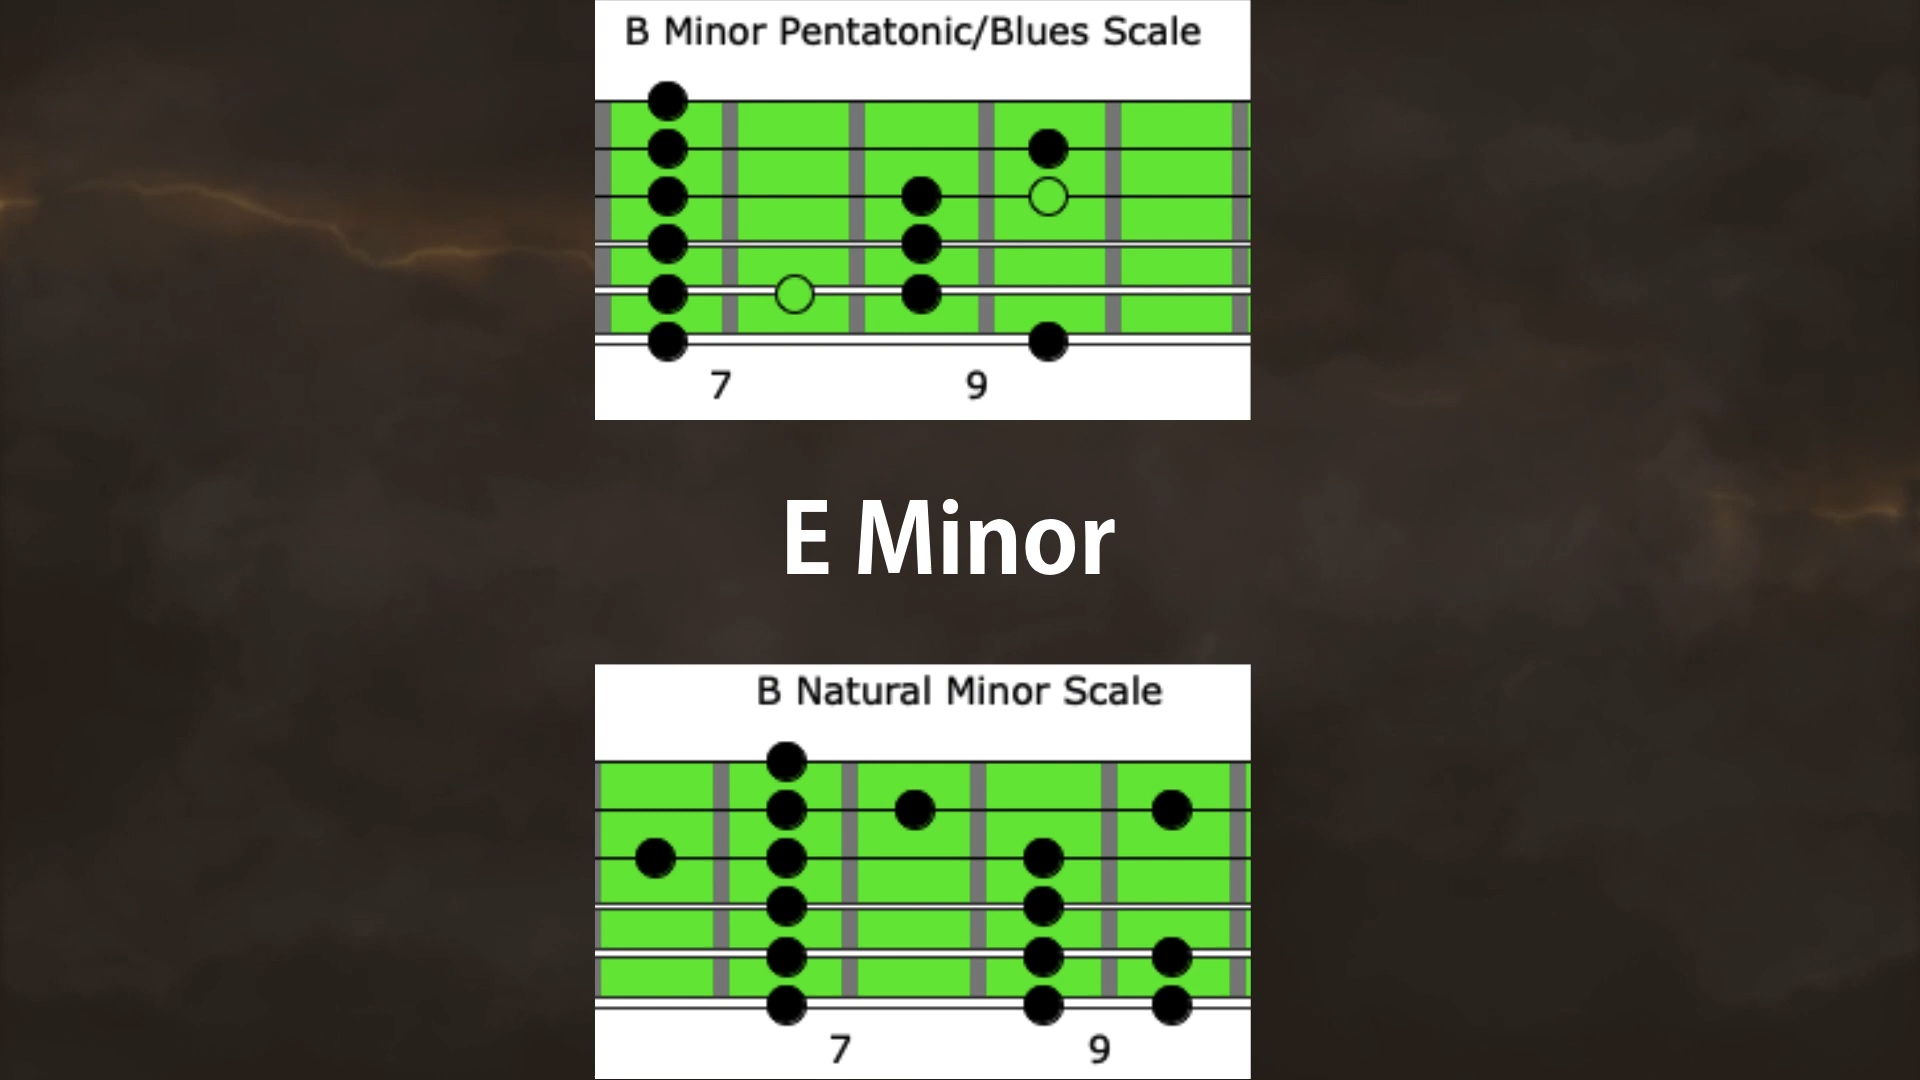 B Minor Pentatonic/Blues Scale
7 9
E Minor
B Natural Minor Scale
7 9